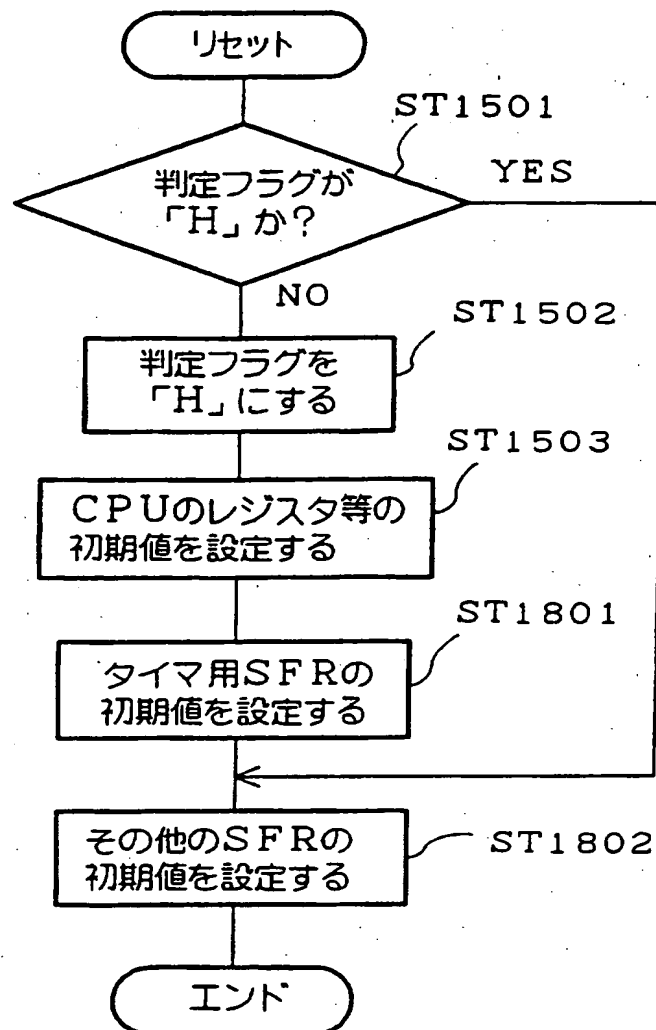 リセット
ST1501
判定フラグが
「H」か？
YES
NO
ST1502
判定フラグを
「H」にする
ST1503
CPUのレジスタ等の
初期値を設定する
ST1801
タイマ用SFRの
初期値を設定する
その他のSFRの
初期値を設定する
ST1802
エンド